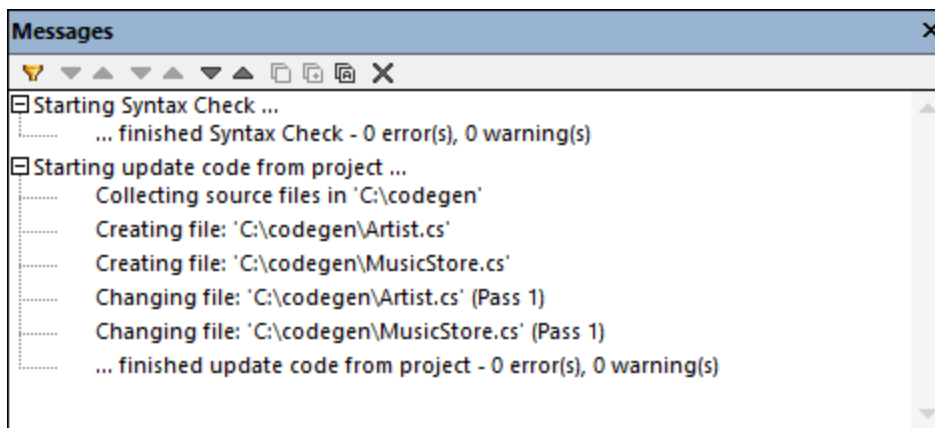 Messages
Starting Syntax Check ...
... finished Syntax Check - 0 error(s), 0 warning(s)
Starting update code from project ...
Collecting source files in 'C:\codegen'
Creating file: 'C:\codegen\Artist.cs'
Creating file: 'C:\codegen\MusicStore.cs'
Changing file: 'C:\codegen\Artist.cs' (Pass 1)
Changing file: 'C:\codegen\MusicStore.cs' (Pass 1)
... finished update code from project - 0 error(s), 0 warning(s)